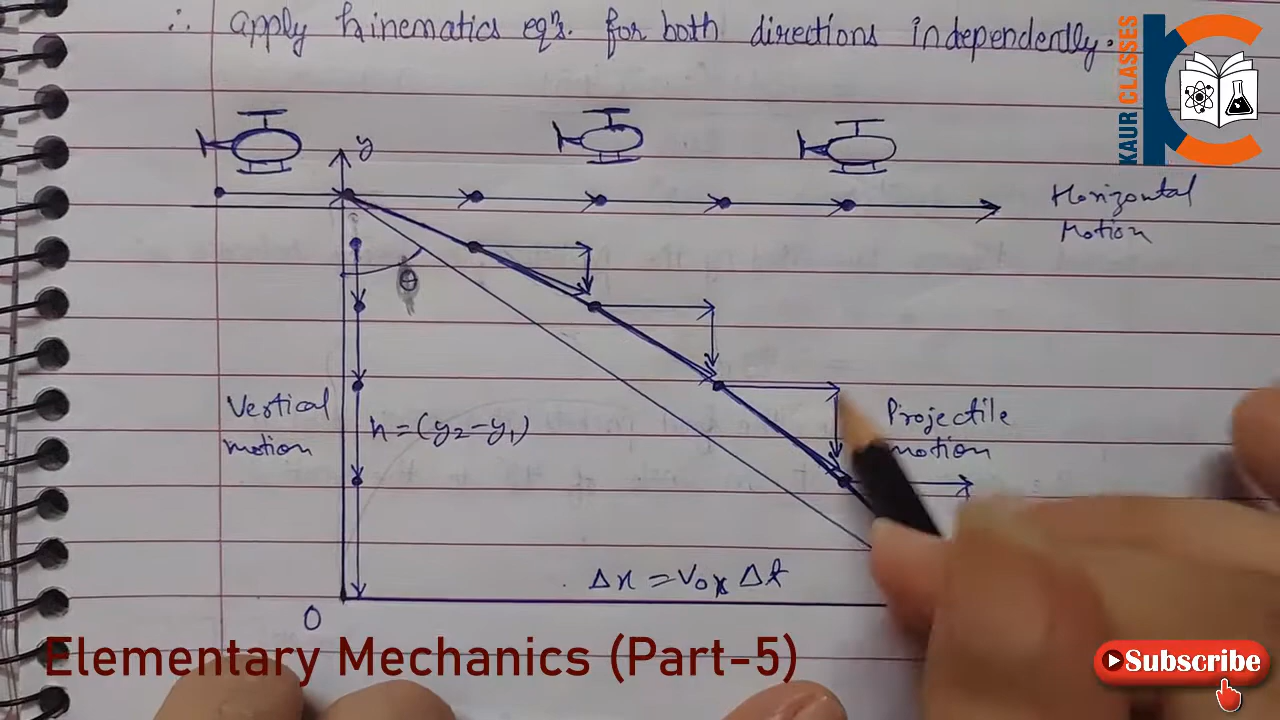 ∴ apply kinematics eqⁿs. for both directions independently.
KAUR CLASSES
y
Horizontal
Motion
θ
Vertical
motion
h = (y₂-y₁)
Projectile
motion
Δx = V₀ₓ Δt
O
Elementary Mechanics (Part-5)
Subscribe